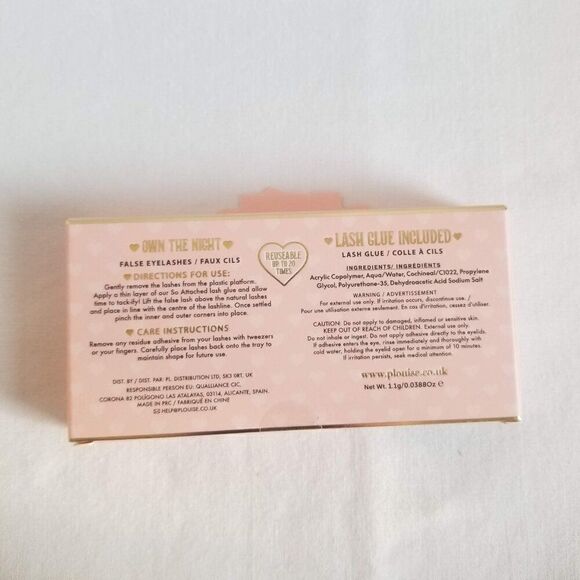 OWN THE NIGHT
FALSE EYELASHES / FAUX CILS
DIRECTIONS FOR USE:
Gently remove the lashes from the plastic platform.
Apply a thin layer of our So Attached lash glue and allow
time to tack-ify! Lift the false lash above the natural lashes
and place in line with the centre of the lashline. Once settled
pinch the inner and outer corners into place.
CARE INSTRUCTIONS
Remove any residue adhesive from your lashes with tweezers
or your fingers. Carefully place lashes back onto the tray to
maintain shape for future use.
DIST. BY / DIST. PAR: P.L DISTRIBUTION LTD, SK3 0RT, UK
RESPONSIBLE PERSON EU: QUALLIANCE CIC,
CORONA 82 POLÍGONO LAS ATALAYAS, 03114, ALICANTE, SPAIN.
MADE IN PRC / FABRIQUÉ EN CHINE
HELP@PLOUISE.CO.UK
REUSEABLE
UP TO 20
TIMES
LASH GLUE INCLUDED
LASH GLUE / COLLE À CILS
INGREDIENTS/ INGRÉDIENTS
Acrylic Copolymer, Aqua/Water, Cochineal/C1022, Propylene
Glycol, Polyurethane-35, Dehydroacetic Acid Sodium Salt
WARNING / ADVERTISEMENT
For external use only. If irritation occurs, discontinue use. /
Pour une utilisation externe seulement. En cas d'irritation, cessez d'utiliser.
CAUTION: Do not apply to damaged, inflamed or sensitive skin.
KEEP OUT OF REACH OF CHILDREN. External use only.
Do not inhale or ingest. Do not apply adhesive directly to the eyelids.
If adhesive enters the eye, rinse immediately and thoroughly with
cold water, holding the eyelid open for a minimum of 10 minutes.
If irritation persists, seek medical attention.
www.plouise.co.uk
Net Wt. 1.1g/0.0388Oz